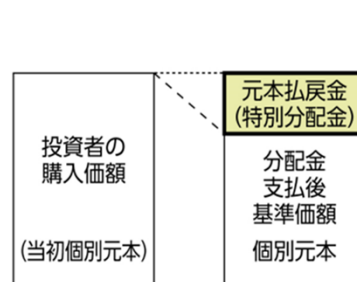 投資者の
購入価額
(当初個別元本)
元本払戻金
(特別分配金)
分配金
支払後
基準価額
個別元本